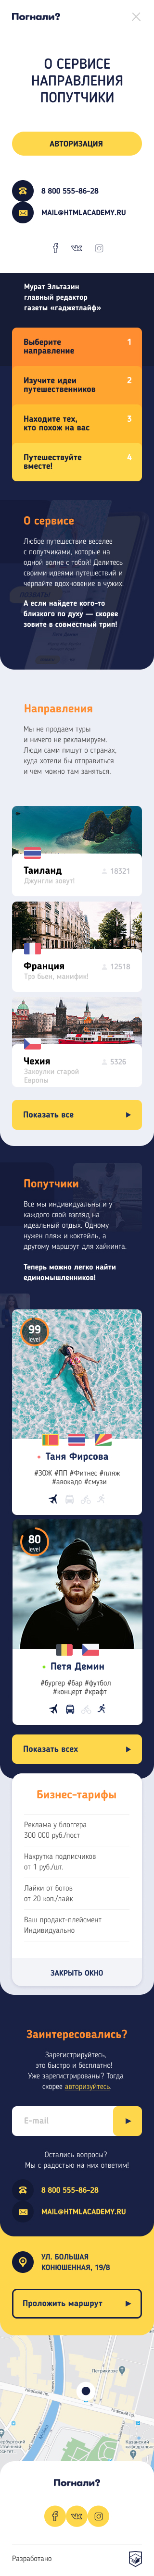 Погнали?
О СЕРВИСЕ
НАПРАВЛЕНИЯ
ПОПУТЧИКИ
АВТОРИЗАЦИЯ
8 800 555-86-28
MAIL@HTMLACADEMY.RU
Мурат Эльтазин
главный редактор
газеты «гаджетлайф»
Выберите
направление
1
Изучите идеи
путешественников
2
Находите тех,
кто похож на вас
3
Путешествуйте
вместе!
4
О сервисе
Любое путешествие веселее
с попутчиками, которые на
одной волне с тобой! Делитесь
своими идеями путешествий и
черпайте вдохновение в чужих.
А если найдете кого-то
близкого по духу — скорее
зовите в совместный трип!
Направления
Мы не продаем туры
и ничего не рекламируем.
Люди сами пишут о странах,
куда хотели бы отправиться
и чем можно там заняться.
Таиланд
18321
Джунгли зовут!
Франция
12518
Трэ бьен, манифик!
Чехия
5326
Закоулки старой
Европы
Показать все
Попутчики
Все мы индивидуальны и у
каждого свой взгляд на
идеальный отдых. Одному
нужен пляж и коктейль, а
другому маршрут для хайкинга.
Теперь можно легко найти
единомышленников!
99
level
Таня Фирсова
#ЗОЖ #ПП #Фитнес #пляж
#авокадо #смузи
80
level
Петя Демин
#бургер #бар #футбол
#концерт #крафт
Показать всех
Бизнес-тарифы
Реклама у блоггера
300 000 руб./пост
Накрутка подписчиков
от 1 руб./шт.
Лайки от ботов
от 20 коп./лайк
Ваш продакт-плейсмент
Индивидуально
ЗАКРЫТЬ ОКНО
Заинтересовались?
Зарегистрируйтесь,
это быстро и бесплатно!
Уже зарегистрированы? Тогда
скорее авторизуйтесь.
E-mail
Остались вопросы?
Мы с радостью на них ответим!
8 800 555-86-28
MAIL@HTMLACADEMY.RU
УЛ. БОЛЬШАЯ
КОНЮШЕННАЯ, 19/8
Проложить маршрут
Погнали?
Разработано